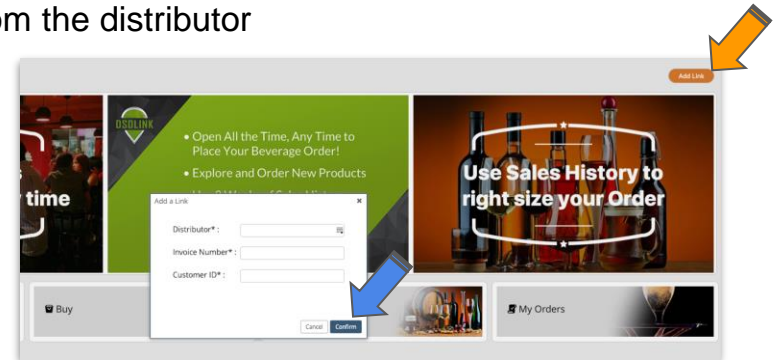 om the distributor
Add Link
DSDLINK
• Open All the Time, Any Time to
Place Your Beverage Order!
• Explore and Order New Products
time
Use Sales History to
right size your Order
Add a Link
×
Distributor* :
Invoice Number* :
Customer ID* :
Cancel
Confirm
Buy
My Orders